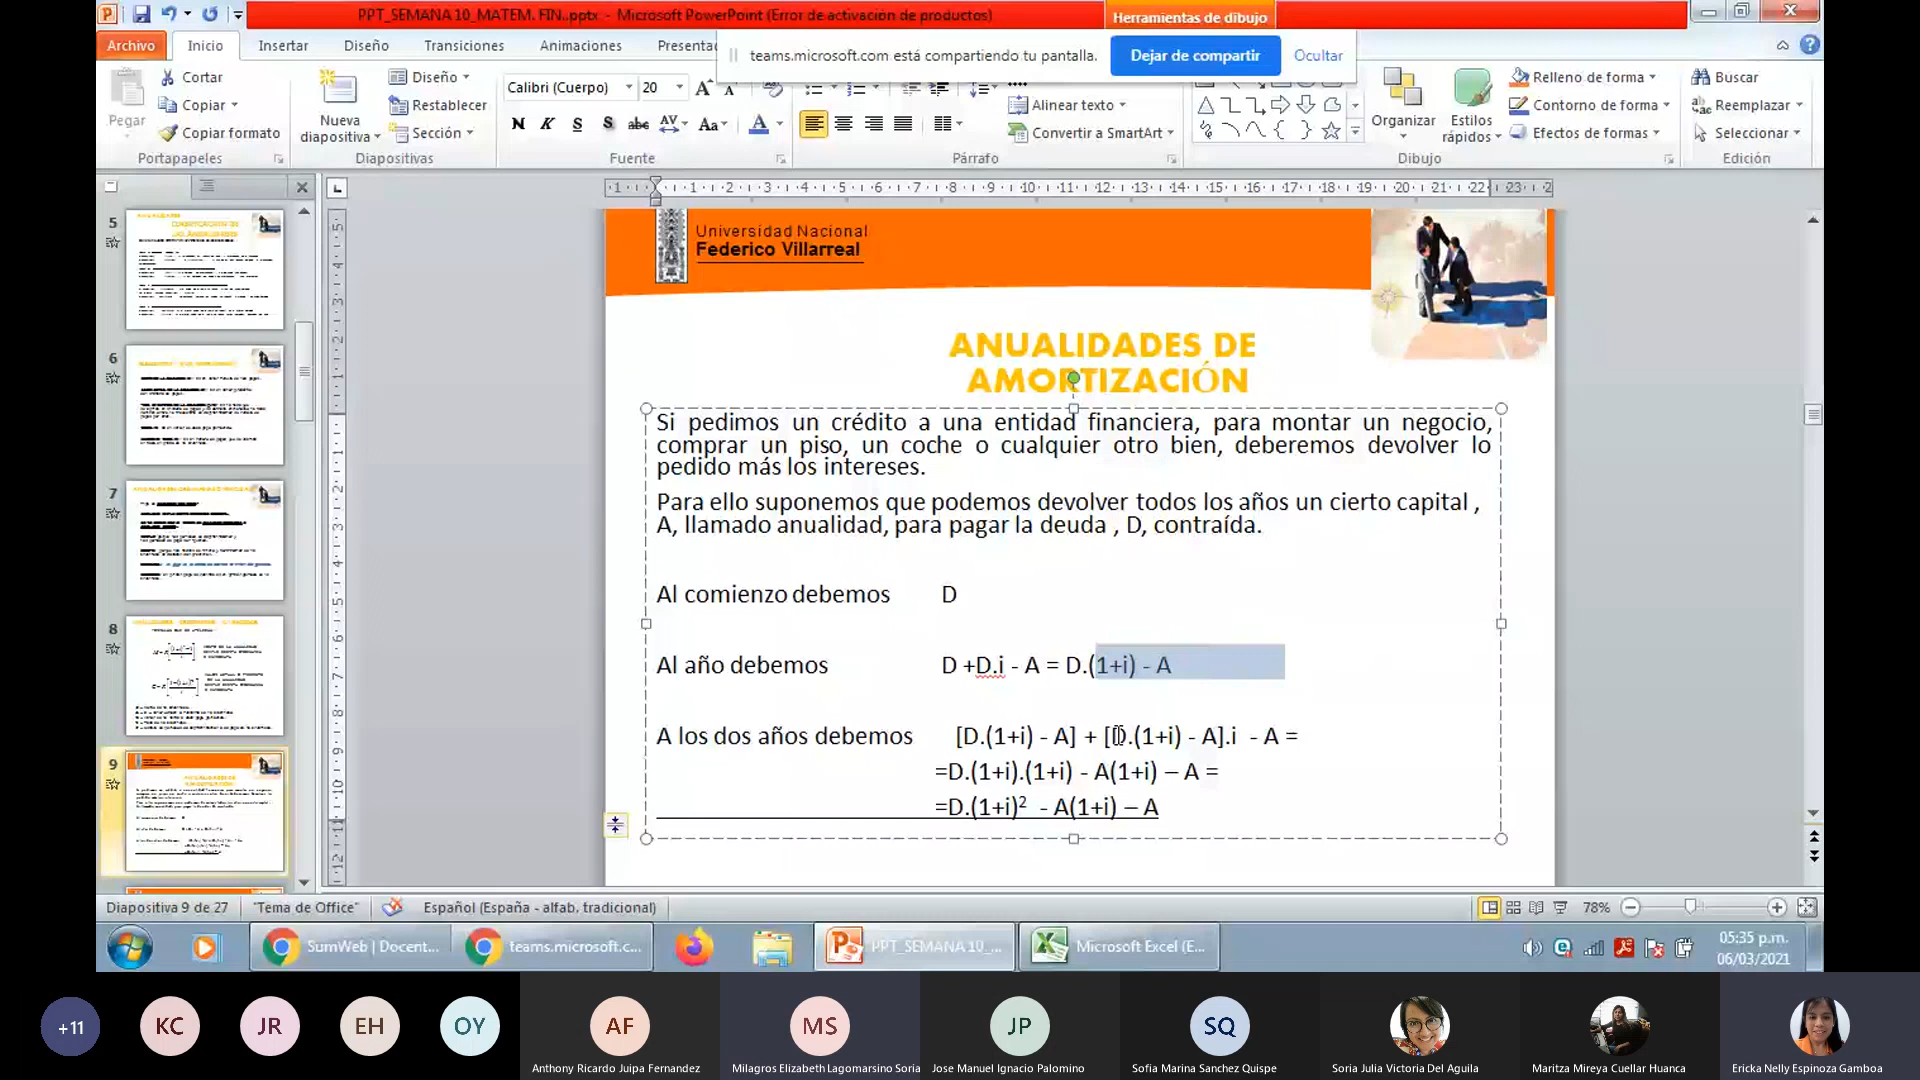 PPT_SEMANA 10_MATEM. FIN..pptx - Microsoft PowerPoint (Error de activación de productos)
Herramientas de dibujo
Archivo Inicio Insertar Diseño Transiciones Animaciones
teams.microsoft.com está compartiendo tu pantalla. Dejar de compartir Ocultar
Pegar
Cortar
Copiar
Copiar formato
Portapapeles
Nueva diapositiva
Diseño
Restablecer
Sección
Diapositivas
Calibri (Cuerpo) 20
N K S S abc AV Aa A
Fuente
Alinear texto
Convertir a SmartArt
Párrafo
Organizar
Estilos rápidos
Relleno de forma
Contorno de forma
Efectos de formas
Dibujo
Buscar
Reemplazar
Seleccionar
Edición
5
6
7
8
9
Universidad Nacional
Federico Villarreal
ANUALIDADES DE
AMORTIZACIÓN
Si pedimos un crédito a una entidad financiera, para montar un negocio,
comprar un piso, un coche o cualquier otro bien, deberemos devolver lo
pedido más los intereses.
Para ello suponemos que podemos devolver todos los años un cierto capital ,
A, llamado anualidad, para pagar la deuda , D, contraída.
Al comienzo debemos D
Al año debemos D +D.i - A = D.(1+i) - A
A los dos años debemos [D.(1+i) - A] + [D.(1+i) - A].i - A =
=D.(1+i).(1+i) - A(1+i) – A =
=D.(1+i)² - A(1+i) – A
Diapositiva 9 de 27 "Tema de Office" Español (España - alfab. tradicional) 78%
SumWeb | Docent... teams.microsoft.c... PPT_SEMANA 10_... Microsoft Excel (E...
05:35 p.m.
06/03/2021
+11 KC JR EH OY AF MS JP SQ
Anthony Ricardo Juipa Fernandez Milagros Elizabeth Lagomarsino Soria Jose Manuel Ignacio Palomino Sofia Marina Sanchez Quispe Soria Julia Victoria Del Aguila Maritza Mireya Cuellar Huanca Ericka Nelly Espinoza Gamboa